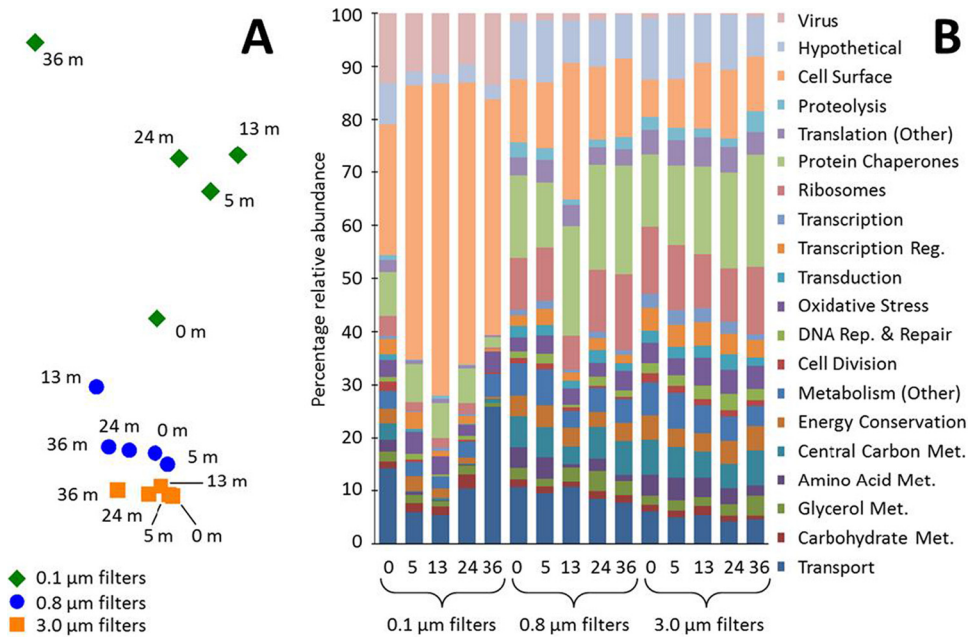 A
36 m
24 m
13 m
5 m
0 m
13 m
24 m
0 m
36 m
5 m
36 m
13 m
24 m
5 m
0 m
0.1 µm filters
0.8 µm filters
3.0 µm filters
B
Percentage relative abundance
100
90
80
70
60
50
40
30
20
10
0
0 5 13 24 36 0 5 13 24 36 0 5 13 24 36
0.1 µm filters 0.8 µm filters 3.0 µm filters
Virus
Hypothetical
Cell Surface
Proteolysis
Translation (Other)
Protein Chaperones
Ribosomes
Transcription
Transcription Reg.
Transduction
Oxidative Stress
DNA Rep. & Repair
Cell Division
Metabolism (Other)
Energy Conservation
Central Carbon Met.
Amino Acid Met.
Glycerol Met.
Carbohydrate Met.
Transport